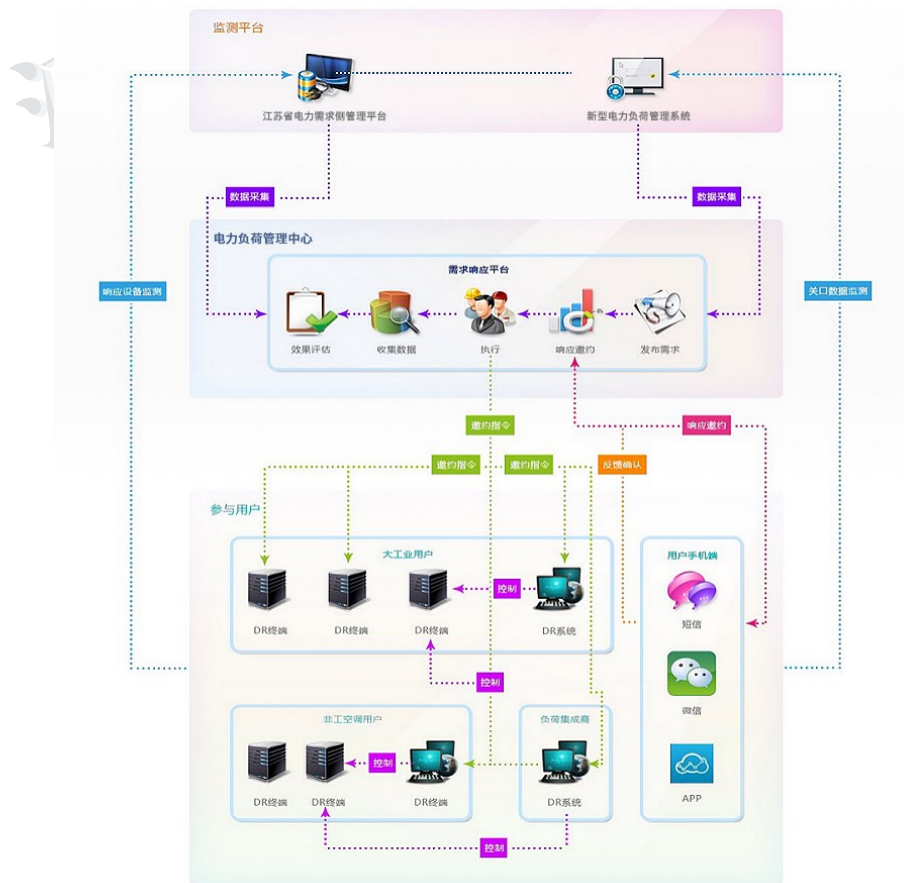 监测平台
江苏省电力需求侧管理平台
新型电力负荷管理系统
数据采集
数据采集
电力负荷管理中心
需求响应平台
响应设备监测
关口数据监测
效果评估
收集数据
执行
响应邀约
发布需求
邀约指令
响应邀约
邀约指令
邀约指令
反馈确认
参与用户
大工业用户
用户手机端
控制
DR终端
DR终端
DR终端
DR系统
短信
控制
微信
非工空调用户
负荷集成商
控制
DR终端
DR终端
DR终端
DR系统
APP
控制